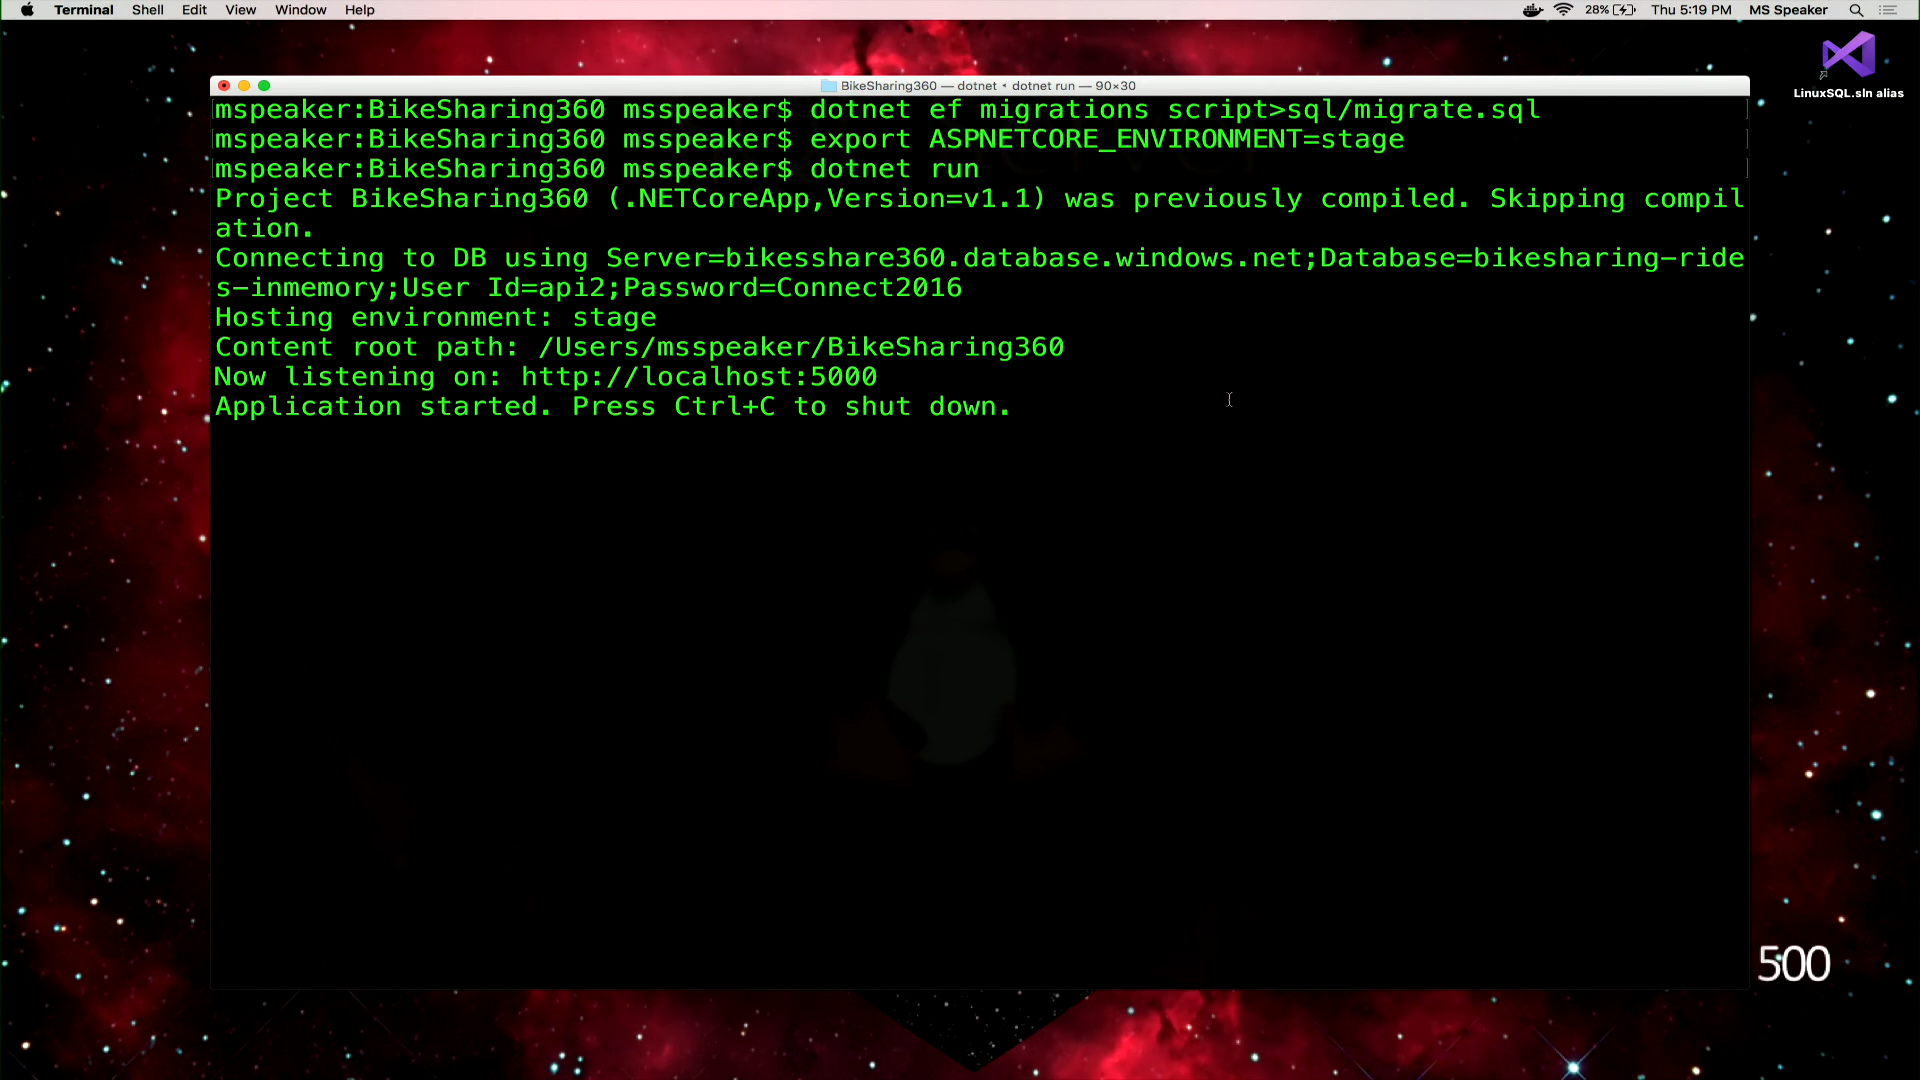 Terminal Shell Edit View Window Help 28% Thu 5:19 PM MS Speaker
LinuxSQL.sln alias
BikeSharing360 — dotnet • dotnet run — 90×30
mspeaker:BikeSharing360 msspeaker$ dotnet ef migrations script>sql/migrate.sql
mspeaker:BikeSharing360 msspeaker$ export ASPNETCORE_ENVIRONMENT=stage
mspeaker:BikeSharing360 msspeaker$ dotnet run
Project BikeSharing360 (.NETCoreApp,Version=v1.1) was previously compiled. Skipping compil
ation.
Connecting to DB using Server=bikesshare360.database.windows.net;Database=bikesharing-ride
s-inmemory;User Id=api2;Password=Connect2016
Hosting environment: stage
Content root path: /Users/msspeaker/BikeSharing360
Now listening on: http://localhost:5000
Application started. Press Ctrl+C to shut down.
500